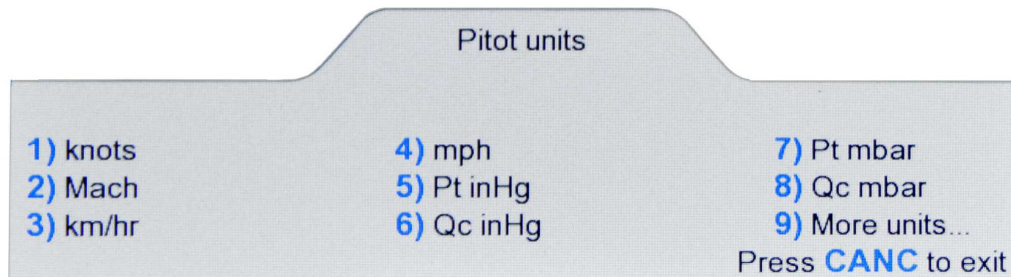 Pitot units
1) knots
2) Mach
3) km/hr
4) mph
5) Pt inHg
6) Qc inHg
7) Pt mbar
8) Qc mbar
9) More units...
Press CANC to exit